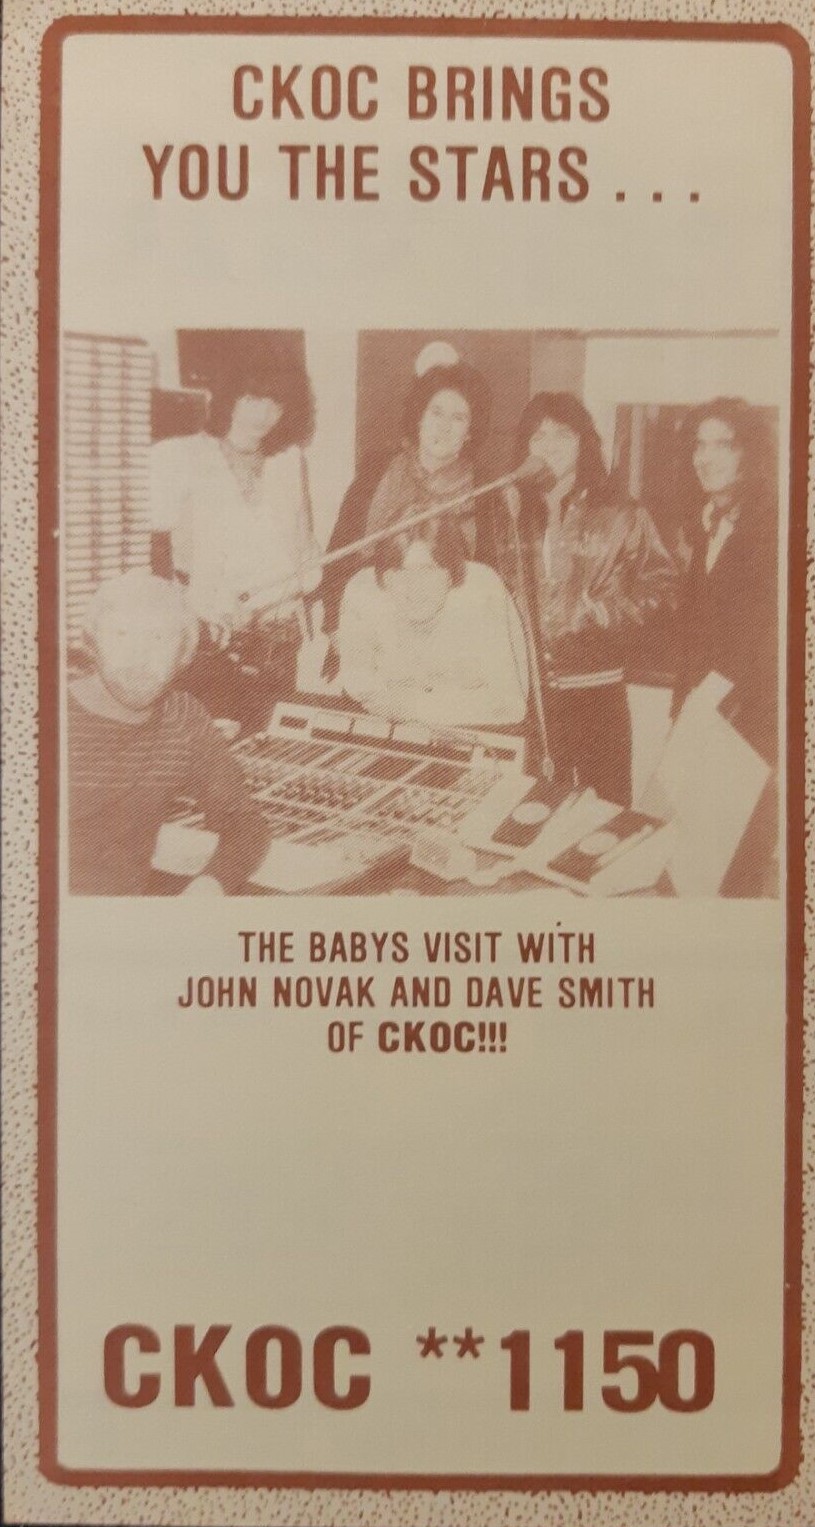 CKOC BRINGS
YOU THE STARS . . .
THE BABYS VISIT WITH
JOHN NOVAK AND DAVE SMITH
OF CKOC!!!
CKOC **1150